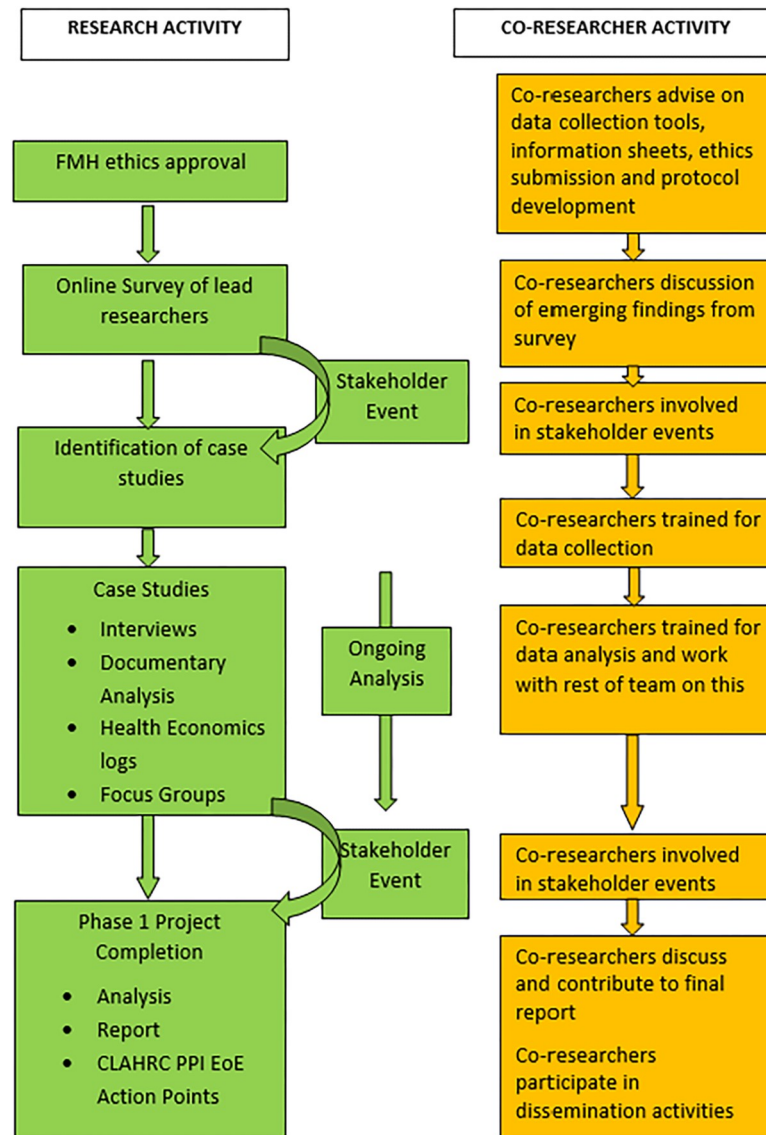 RESEARCH ACTIVITY
FMH ethics approval
Online Survey of lead
researchers
Stakeholder
Event
Identification of case
studies
Case Studies
• Interviews
• Documentary
Analysis
• Health Economics
logs
• Focus Groups
Ongoing
Analysis
Stakeholder
Event
Phase 1 Project
Completion
• Analysis
• Report
• CLAHRC PPI EoE
Action Points
CO-RESEARCHER ACTIVITY
Co-researchers advise on
data collection tools,
information sheets, ethics
submission and protocol
development
Co-researchers discussion
of emerging findings from
survey
Co-researchers involved
in stakeholder events
Co-researchers trained for
data collection
Co-researchers trained for
data analysis and work
with rest of team on this
Co-researchers involved
in stakeholder events
Co-researchers discuss
and contribute to final
report
Co-researchers
participate in
dissemination activities